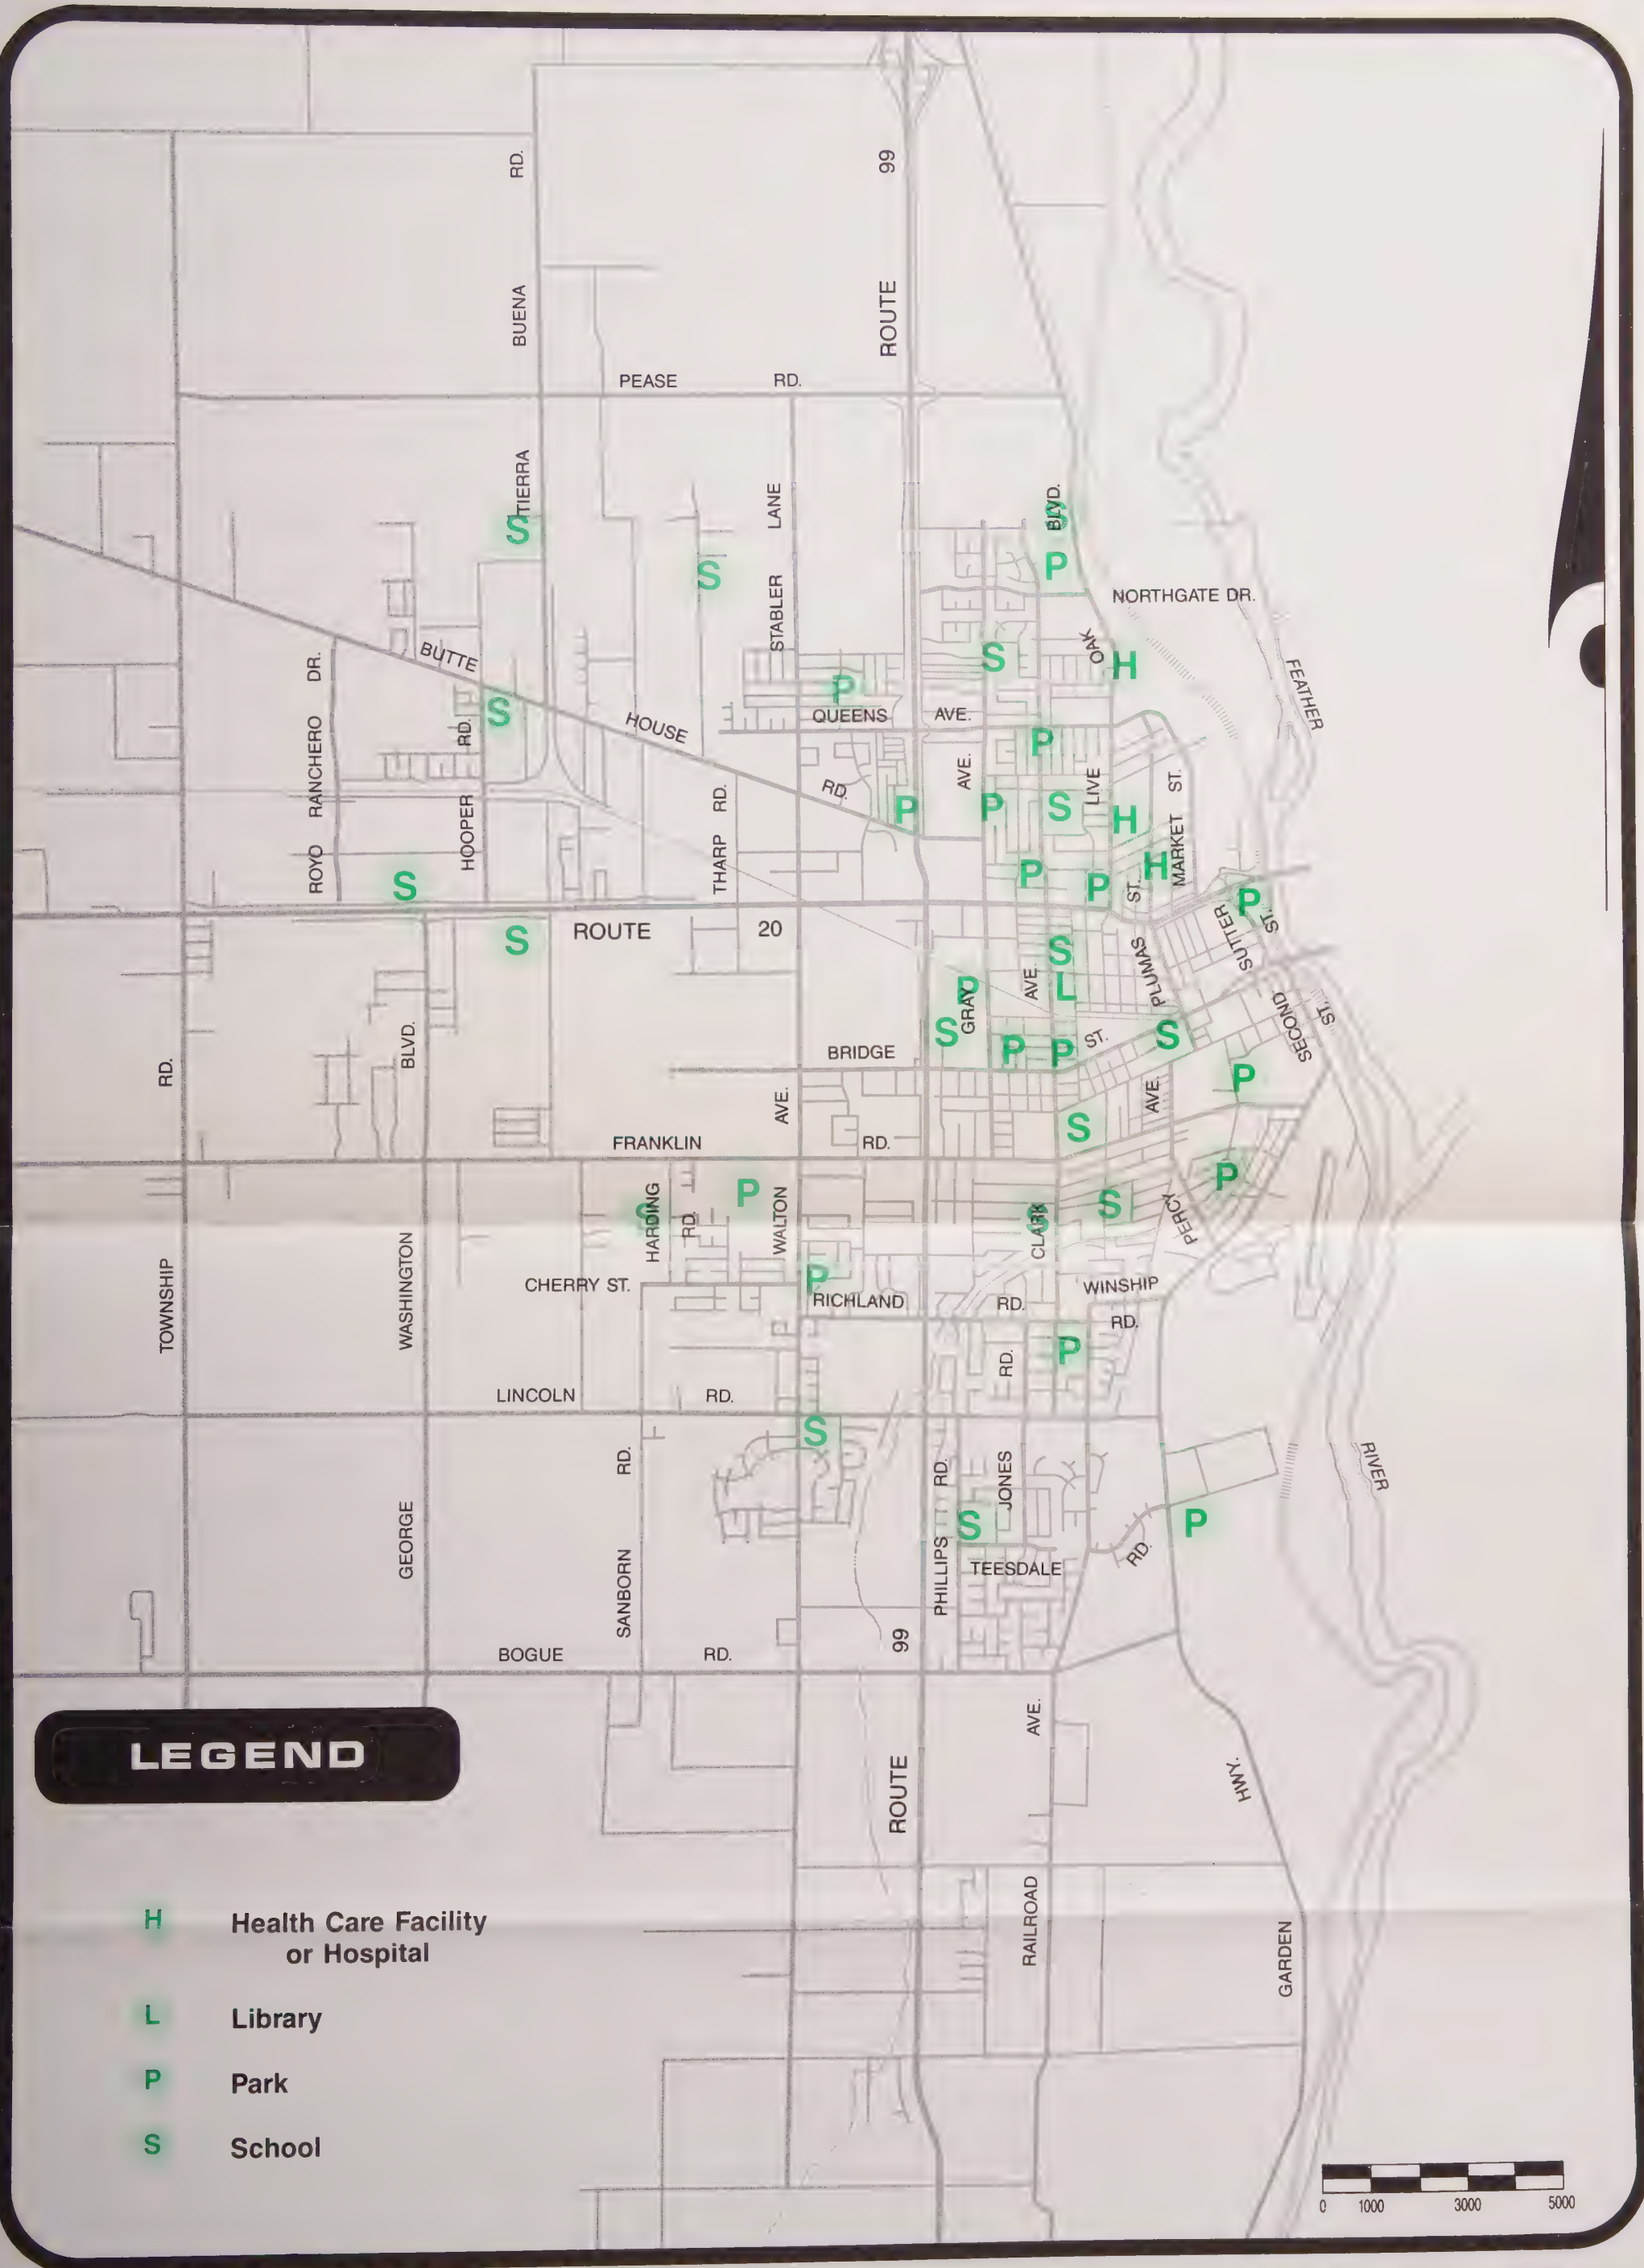 RD.
99
BUENA
ROUTE
PEASE RD.
TIERRA
S
LANE
BLVD.
S
P
S
STABLER
NORTHGATE DR.
OAK
H
S
BUTTE
DR.
P
FEATHER
S
HOUSE
QUEENS AVE.
RD.
P
RANCHERO
AVE.
LIVE
ST.
RD.
RD.
P
P
S
H
HOOPER
THARP
MARKET
H
ROYO
S
P
P
ST.
P
ST.
SUTTER
S
ROUTE 20
S
PLUMAS
AVE.
L
P
GRAY
S
SECOND
ST.
BLVD.
BRIDGE
P
P
ST.
S
RD.
P
AVE.
AVE.
S
FRANKLIN RD.
P
P
S
HARDING
RD.
WALTON
S
CLARK
S
PERCY
TOWNSHIP
WASHINGTON
CHERRY ST.
P
RICHLAND RD.
WINSHIP
RD.
P
RD.
LINCOLN RD.
S
RD.
RD.
JONES
RIVER
GEORGE
S
P
SANBORN
PHILLIPS
TEESDALE
RD.
BOGUE RD.
99
AVE.
HWY.
ROUTE
RAILROAD
GARDEN
LEGEND
H Health Care Facility
or Hospital
L Library
P Park
S School
0 1000 3000 5000